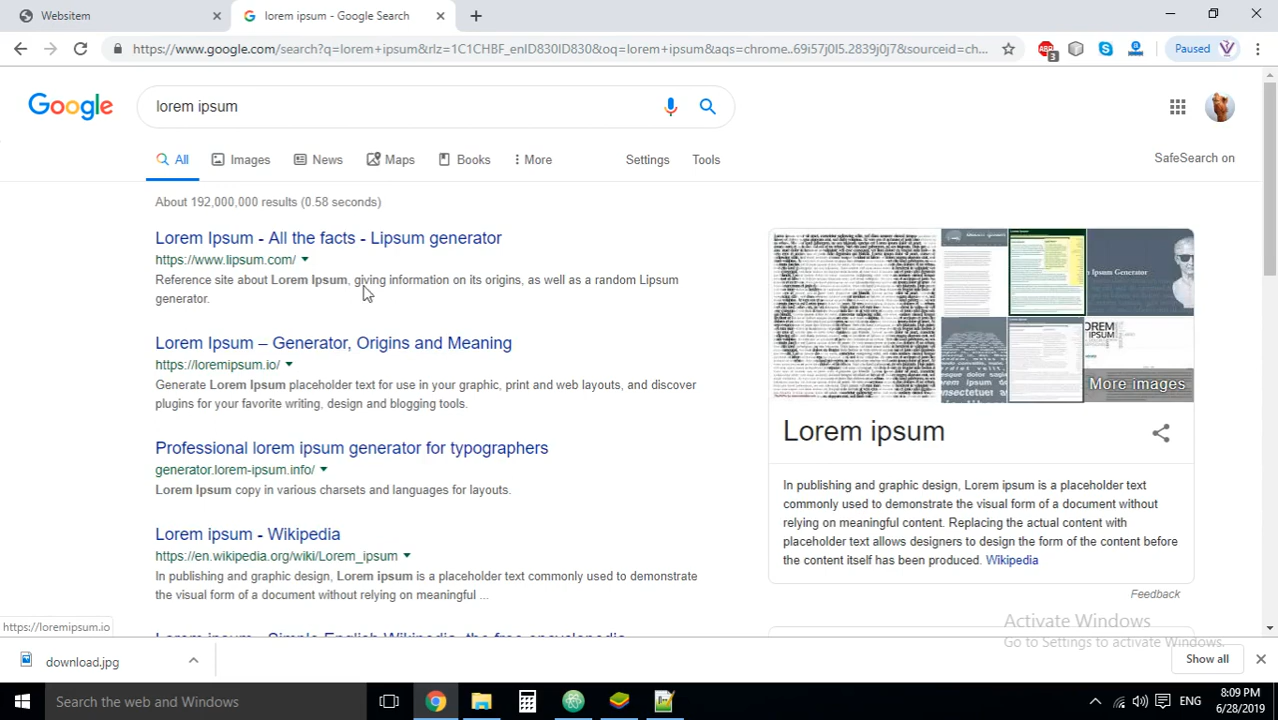 Websitem
lorem ipsum - Google Search
https://www.google.com/search?q=lorem+ipsum&rlz=1C1CHBF_enID830ID830&oq=lorem+ipsum&aqs=chrome..69i57j0l5.2839j0j7&sourceid=ch...
3
Paused
Google
lorem ipsum
All
Images
News
Maps
Books
More
Settings
Tools
SafeSearch on
About 192,000,000 results (0.58 seconds)
Lorem Ipsum - All the facts - Lipsum generator
https://www.lipsum.com/
Reference site about Lorem Ipsum, giving information on its origins, as well as a random Lipsum
generator.
Lorem Ipsum – Generator, Origins and Meaning
https://loremipsum.io/
Generate Lorem Ipsum placeholder text for use in your graphic, print and web layouts, and discover
plugins for your favorite writing, design and blogging tools.
Professional lorem ipsum generator for typographers
generator.lorem-ipsum.info/
Lorem Ipsum copy in various charsets and languages for layouts.
Lorem ipsum - Wikipedia
https://en.wikipedia.org/wiki/Lorem_ipsum
In publishing and graphic design, Lorem ipsum is a placeholder text commonly used to demonstrate
the visual form of a document without relying on meaningful ...
Lorem ipsum - Simple English Wikipedia, the free encyclopedia
More images
Lorem ipsum
In publishing and graphic design, Lorem ipsum is a placeholder text
commonly used to demonstrate the visual form of a document without
relying on meaningful content. Replacing the actual content with
placeholder text allows designers to design the form of the content before
the content itself has been produced. Wikipedia
Feedback
Activate Windows
Go to Settings to activate Windows.
https://loremipsum.io
download.jpg
Show all
Search the web and Windows
ENG
8:09 PM
6/28/2019